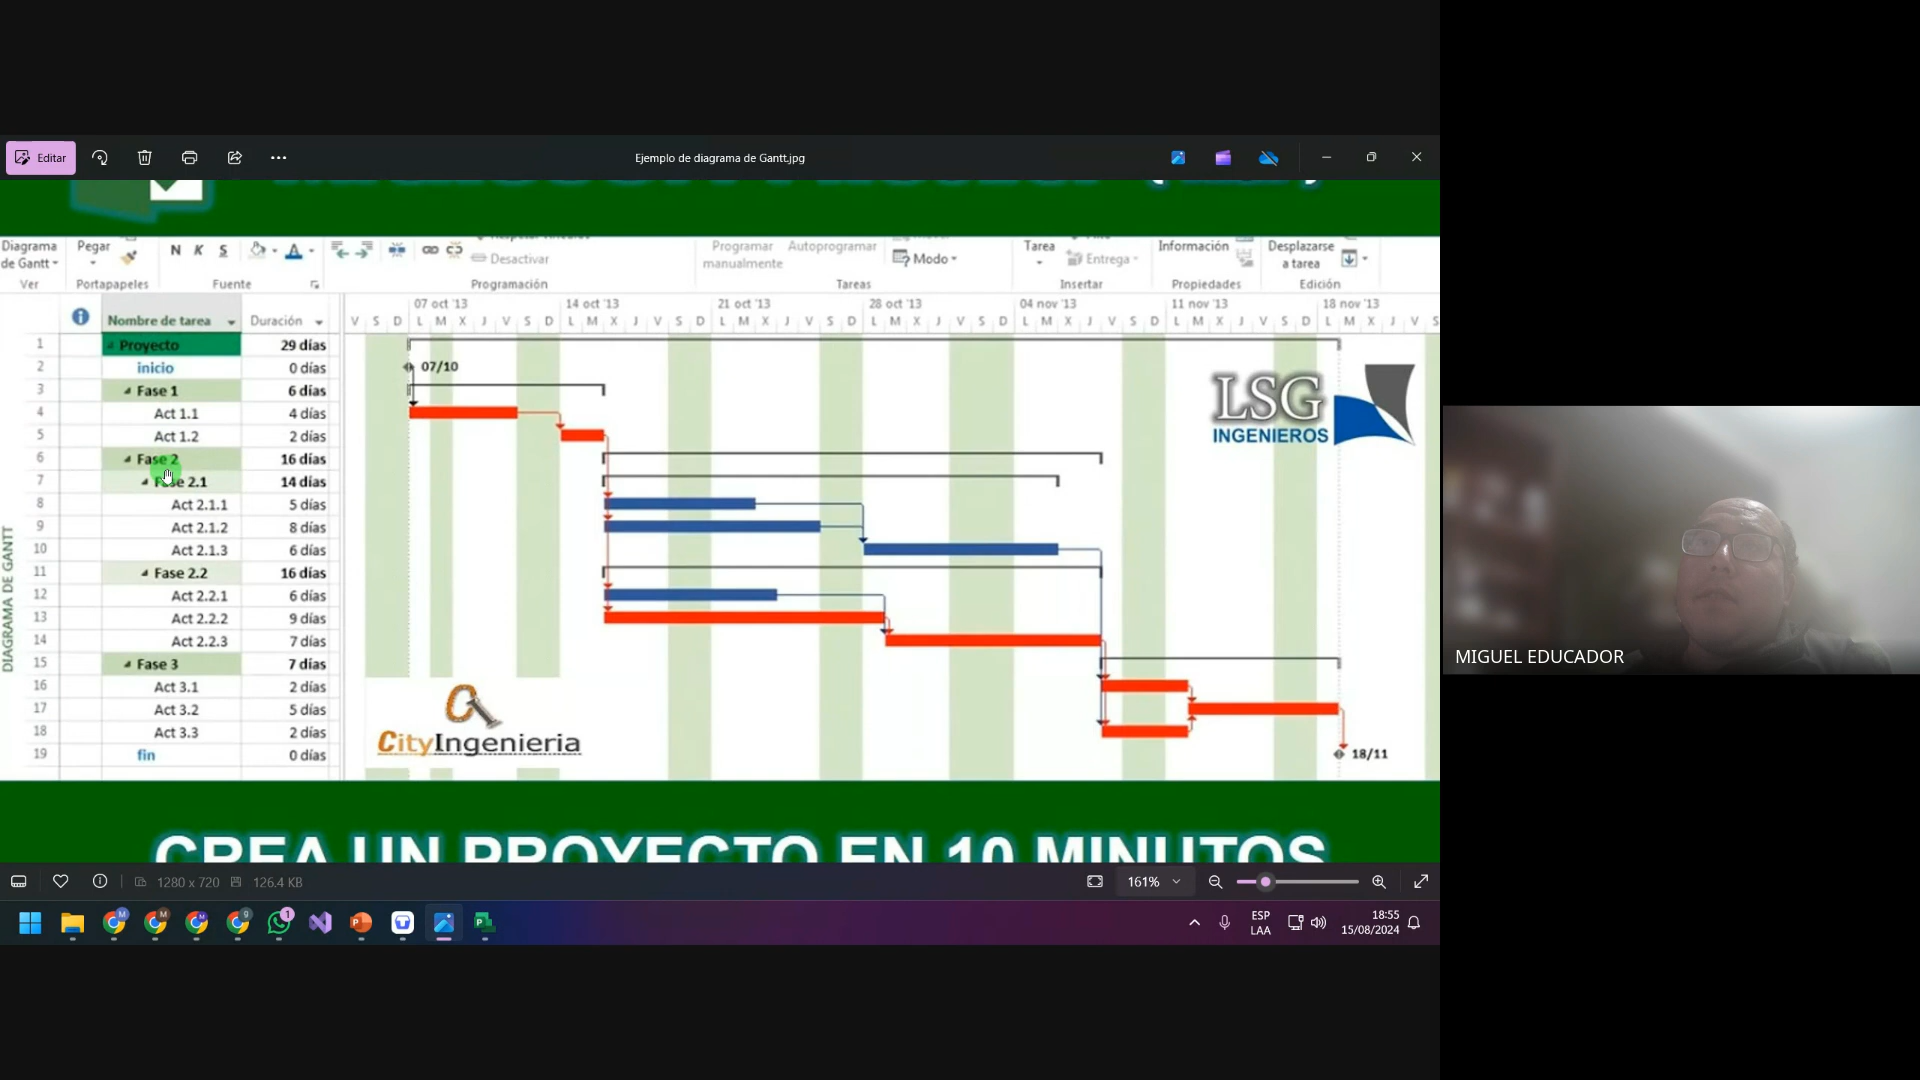 Editar
Ejemplo de diagrama de Gantt.jpg
Diagrama de Gantt
Pegar
N K S
A
Desactivar
Programar manualmente
Autoprogramar
Modo
Tarea
Entrega
Información
Desplazarse a tarea
Ver
Portapapeles
Fuente
Programación
Tareas
Insertar
Propiedades
Edición
Nombre de tarea
Duración
07 oct '13
14 oct '13
21 oct '13
28 oct '13
04 nov '13
11 nov '13
18 nov '13
V S D L M X J V S D L M X J V S D L M X J V S D L M X J V S D L M X J V S D L M X J V S D L M X J V S
1 Proyecto 29 días
2 inicio 0 días
07/10
3 Fase 1 6 días
4 Act 1.1 4 días
5 Act 1.2 2 días
6 Fase 2 16 días
7 Fase 2.1 14 días
8 Act 2.1.1 5 días
9 Act 2.1.2 8 días
10 Act 2.1.3 6 días
11 Fase 2.2 16 días
12 Act 2.2.1 6 días
13 Act 2.2.2 9 días
14 Act 2.2.3 7 días
15 Fase 3 7 días
16 Act 3.1 2 días
17 Act 3.2 5 días
18 Act 3.3 2 días
19 fin 0 días
18/11
DIAGRAMA DE GANTT
LSG
INGENIEROS
CityIngenieria
CREA UN PROYECTO EN 10 MINUTOS
1280 x 720
126.4 KB
161%
1
ESP
LAA
18:55
15/08/2024
MIGUEL EDUCADOR